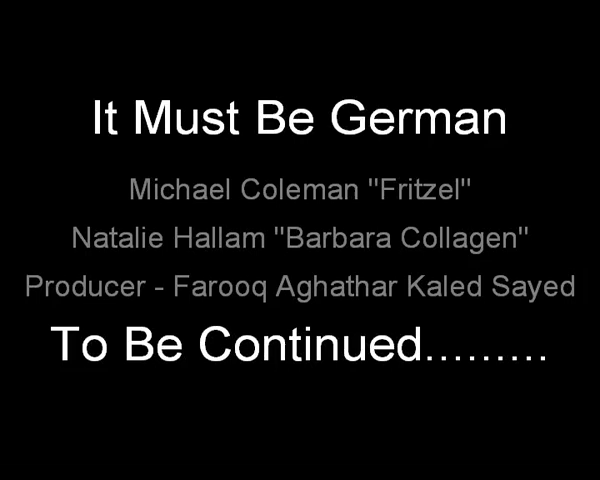 It Must Be German
Michael Coleman "Fritzel"
Natalie Hallam "Barbara Collagen"
Producer - Farooq Aghathar Kaled Sayed
To Be Continued.........